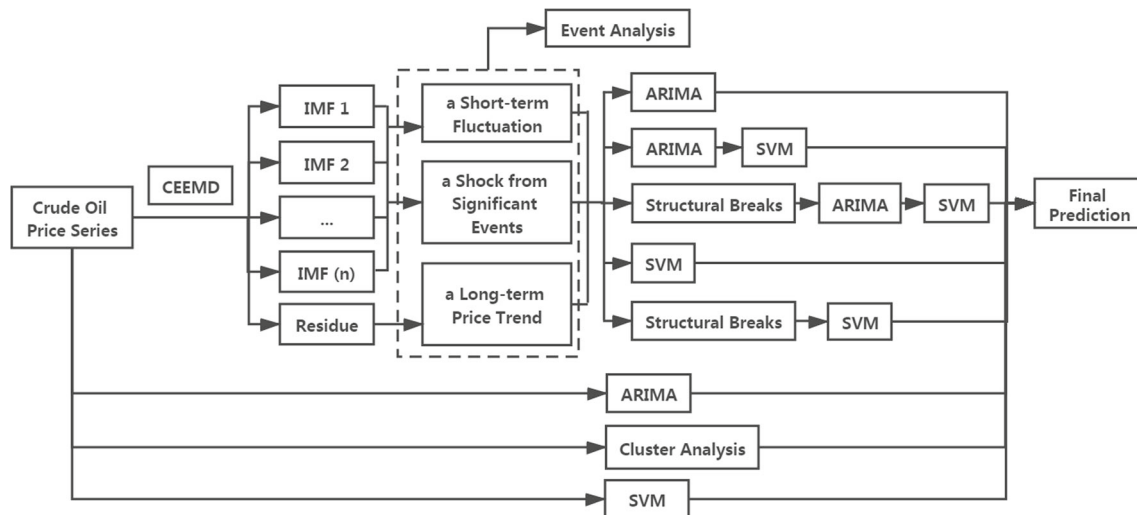 Event Analysis
IMF 1
a Short-term
Fluctuation
ARIMA
IMF 2
ARIMA
SVM
CEEMD
Crude Oil
Price Series
...
a Shock from
Significant
Events
Structural Breaks
ARIMA
SVM
Final
Prediction
IMF (n)
SVM
Residue
a Long-term
Price Trend
Structural Breaks
SVM
ARIMA
Cluster Analysis
SVM